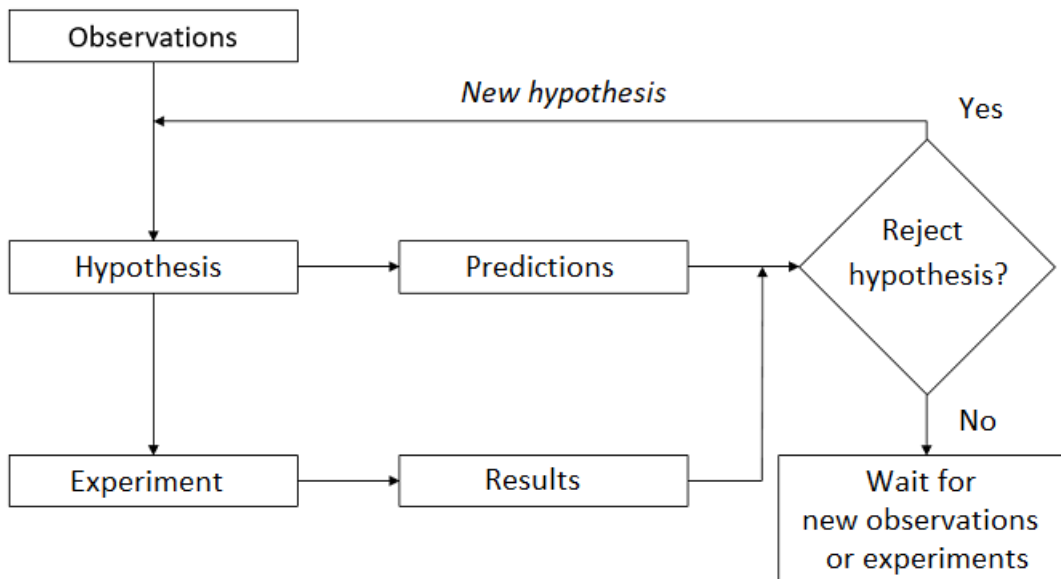 Observations
New hypothesis
Yes
Reject
hypothesis?
Hypothesis
Predictions
No
Experiment
Results
Wait for
new observations
or experiments